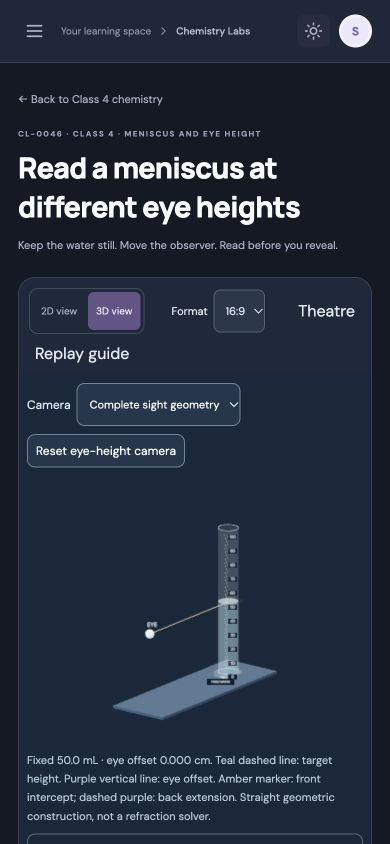 Your learning space > Chemistry Labs
S
← Back to Class 4 chemistry
CL-0046 · CLASS 4 · MENISCUS AND EYE HEIGHT
Read a meniscus at
different eye heights
Keep the water still. Move the observer. Read before you reveal.
2D view 3D view Format 16:9 Theatre
Replay guide
Camera Complete sight geometry
Reset eye-height camera
EYE
Fixed 50.0 mL · eye offset 0.000 cm. Teal dashed line: target
height. Purple vertical line: eye offset. Amber marker: front
intercept; dashed purple: back extension. Straight geometric
construction, not a refraction solver.